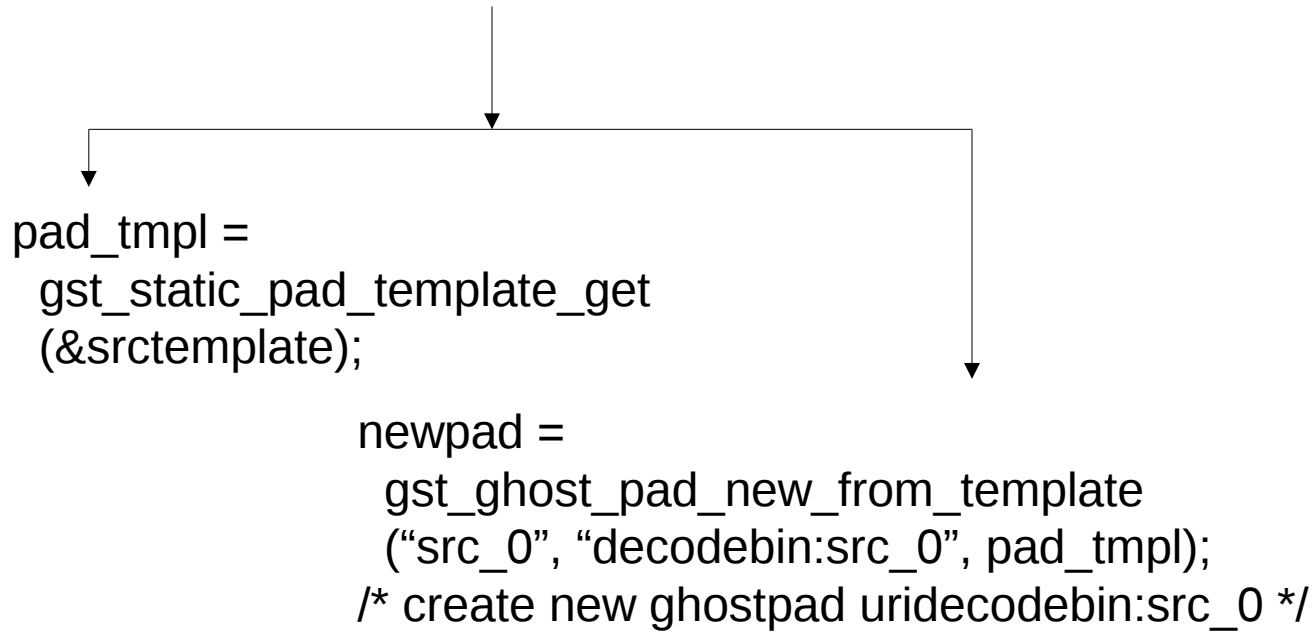 pad_tmpl =
gst_static_pad_template_get
(&srctemplate);
newpad =
gst_ghost_pad_new_from_template
(“src_0”, “decodebin:src_0”, pad_tmpl);
/* create new ghostpad uridecodebin:src_0 */